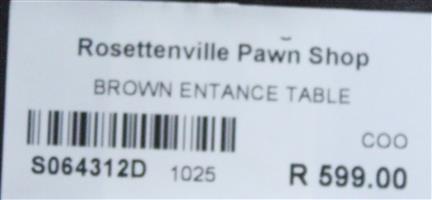 Rosettenville Pawn Shop
BROWN ENTANCE TABLE
COO
S064312D 1025 R 599.00